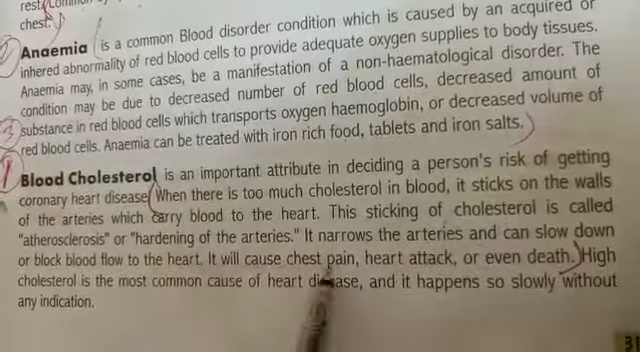 rest
chest.
Anaemia is a common Blood disorder condition which is caused by an acquired or
inhered abnormality of red blood cells to provide adequate oxygen supplies to body tissues.
Anaemia may, in some cases, be a manifestation of a non-haematological disorder. The
condition may be due to decreased number of red blood cells, decreased amount of
substance in red blood cells which transports oxygen haemoglobin, or decreased volume of
red blood cells. Anaemia can be treated with iron rich food, tablets and iron salts.
Blood Cholesterol is an important attribute in deciding a person's risk of getting
coronary heart disease. When there is too much cholesterol in blood, it sticks on the walls
of the arteries which carry blood to the heart. This sticking of cholesterol is called
"atherosclerosis" or "hardening of the arteries." It narrows the arteries and can slow down
or block blood flow to the heart. It will cause chest pain, heart attack, or even death. High
cholesterol is the most common cause of heart disease, and it happens so slowly without
any indication.